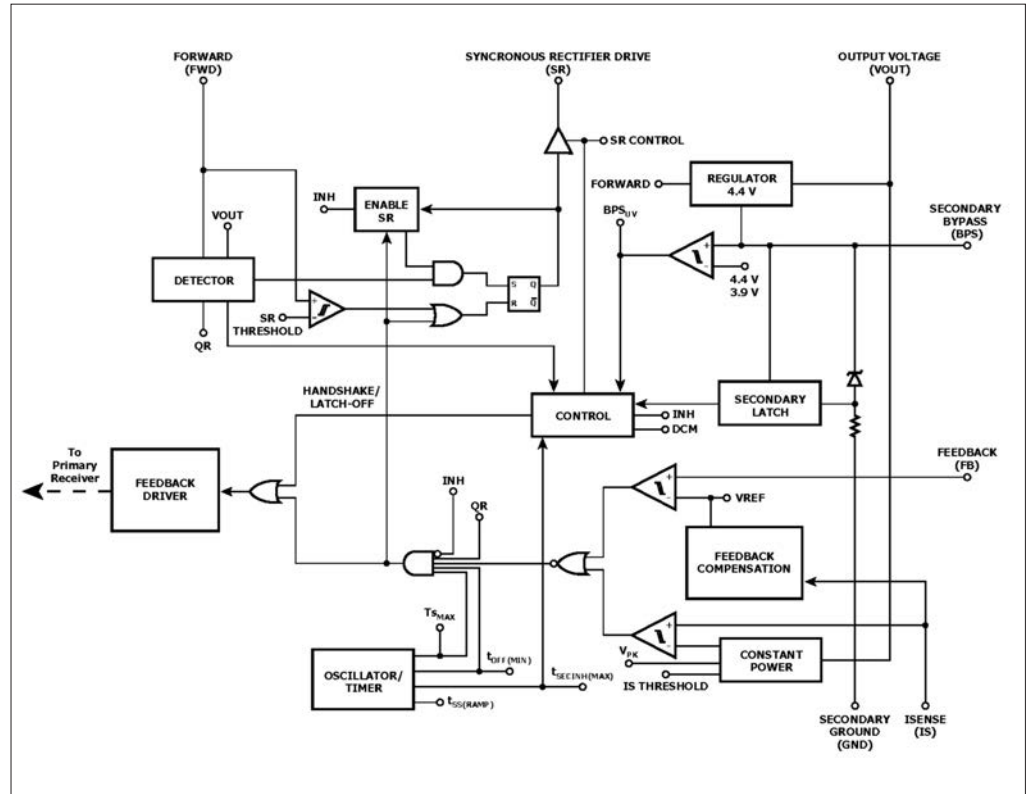 FORWARD
(FWD)
SYNCRONOUS RECTIFIER DRIVE
(SR)
OUTPUT VOLTAGE
(VOUT)
SR CONTROL
FORWARD
REGULATOR
4.4 V
INH
ENABLE
SR
VOUT
BPSUV
SECONDARY
BYPASS
(BPS)
+
-
4.4 V
3.9 V
DETECTOR
S Q
R Q̅
+
-
SR
THRESHOLD
QR
HANDSHAKE/
LATCH-OFF
CONTROL
SECONDARY
LATCH
INH
DCM
To
Primary
Receiver
FEEDBACK
DRIVER
INH
QR
FEEDBACK
(FB)
+
-
VREF
FEEDBACK
COMPENSATION
TsMAX
+
-
OSCILLATOR/
TIMER
tOFF(MIN)
tSECINH(MAX)
tSS(RAMP)
VPK
IS THRESHOLD
CONSTANT
POWER
SECONDARY
GROUND
(GND)
ISENSE
(IS)